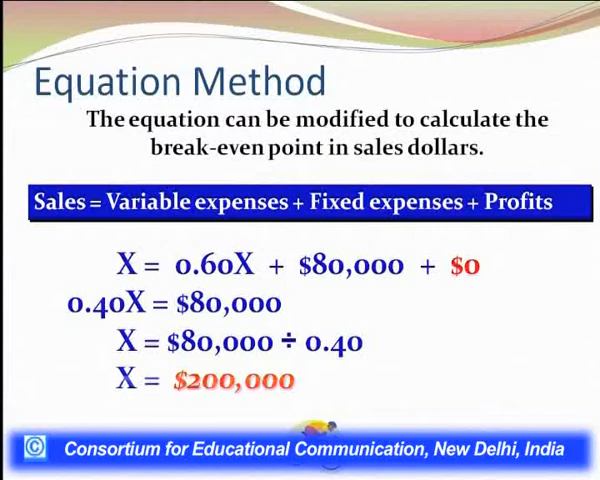 Equation Method
The equation can be modified to calculate the
break-even point in sales dollars.
Sales = Variable expenses + Fixed expenses + Profits
X = 0.60X + $80,000 + $0
0.40X = $80,000
X = $80,000 ÷ 0.40
X = $200,000
© Consortium for Educational Communication, New Delhi, India